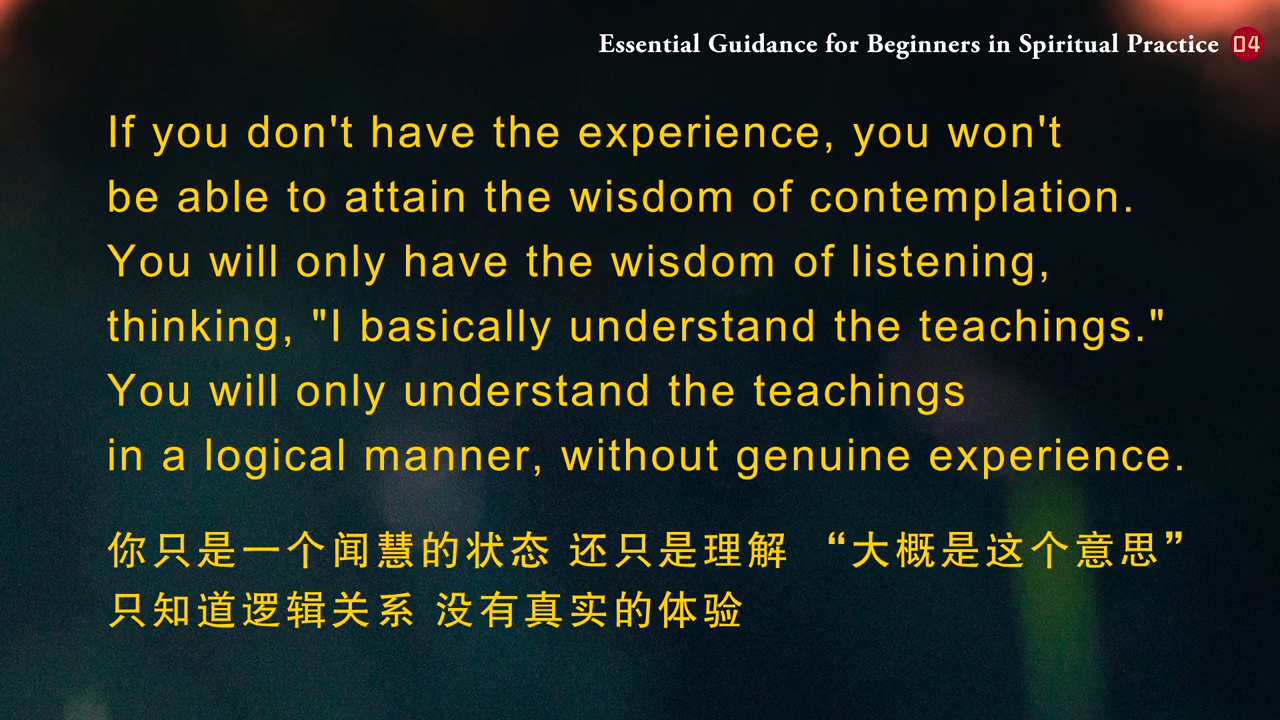 Essential Guidance for Beginners in Spiritual Practice 04
If you don't have the experience, you won't
be able to attain the wisdom of contemplation.
You will only have the wisdom of listening,
thinking, "I basically understand the teachings."
You will only understand the teachings
in a logical manner, without genuine experience.
你只是一个闻慧的状态 还只是理解 “大概是这个意思”
只知道逻辑关系 没有真实的体验